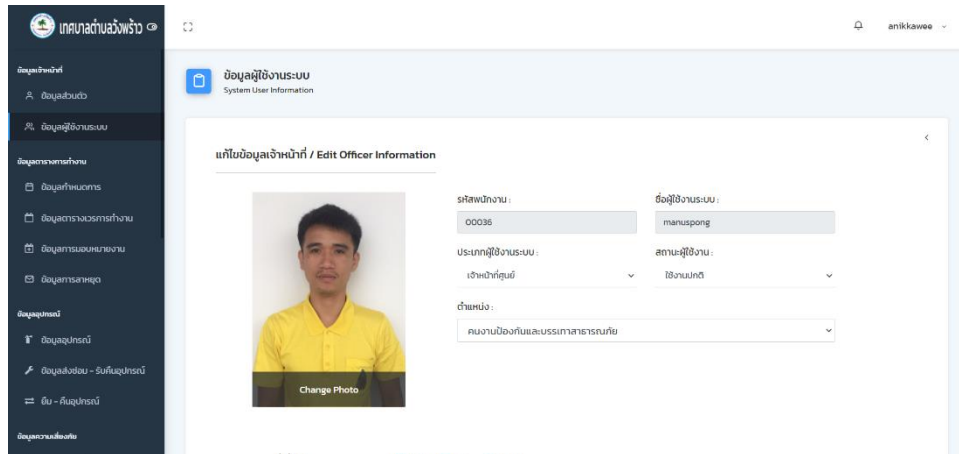 เทศบาลตำบลวังพร้าว
anikkawee
ข้อมูลเจ้าหน้าที่
ข้อมูลส่วนตัว
ข้อมูลผู้ใช้งานระบบ
ข้อมูลตารางการทำงาน
ข้อมูลกำหนดการ
ข้อมูลตารางเวรการทำงาน
ข้อมูลการมอบหมายงาน
ข้อมูลการลาหยุด
ข้อมูลอุปกรณ์
ข้อมูลอุปกรณ์
ข้อมูลส่งซ่อม - รับคืนอุปกรณ์
ยืม - คืนอุปกรณ์
ข้อมูลความเสี่ยงภัย
ข้อมูลผู้ใช้งานระบบ
System User Information
แก้ไขข้อมูลเจ้าหน้าที่ / Edit Officer Information
Change Photo
รหัสพนักงาน :
ชื่อผู้ใช้งานระบบ :
00036
manuspong
ประเภทผู้ใช้งานระบบ :
สถานะผู้ใช้งาน :
เจ้าหน้าที่ศูนย์
ใช้งานปกติ
ตำแหน่ง :
คนงานป้องกันและบรรเทาสาธารณภัย